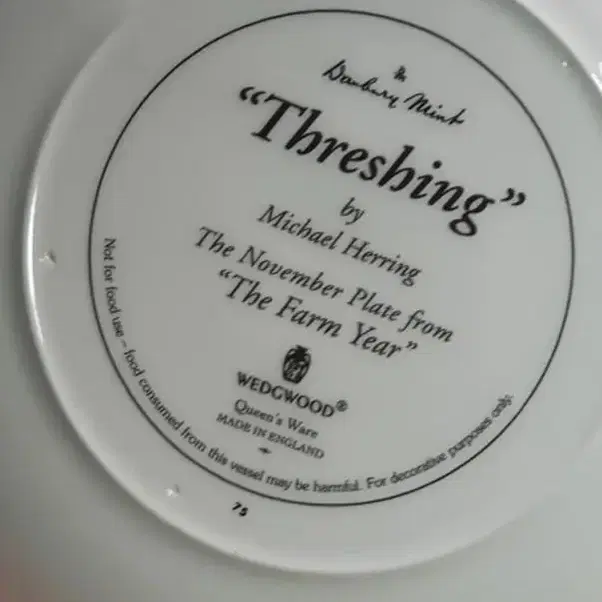 The
Danbury Mint
“Threshing”
by
Michael Herring
The November Plate from
“The Farm Year”
WEDGWOOD®
Queen's Ware
MADE IN ENGLAND
Not for food use – food consumed from this vessel may be harmful. For decorative purposes only.